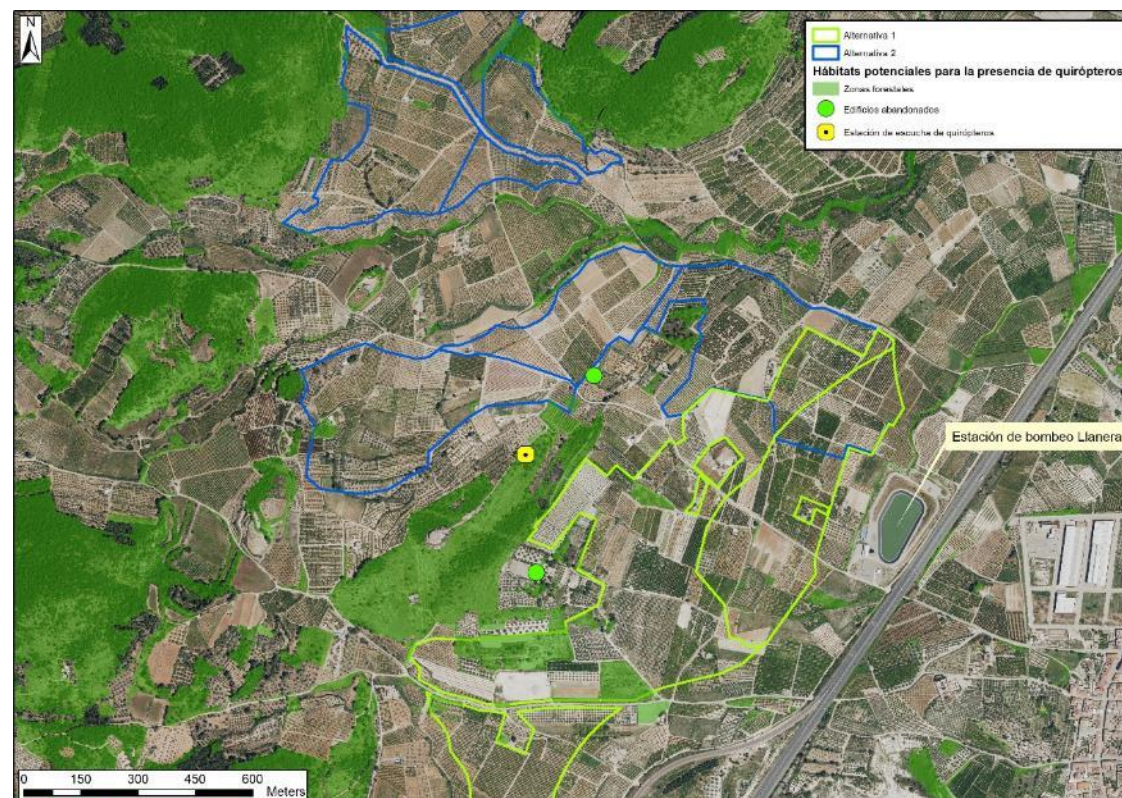 N
Alternativa 1
Alternativa 2
Hábitats potenciales para la presencia de quirópteros
Zonas forestales
Edificios abandonados
Estación de escucha de quirópteros
Estación de bombeo Llanera
0 150 300 450 600
Meters